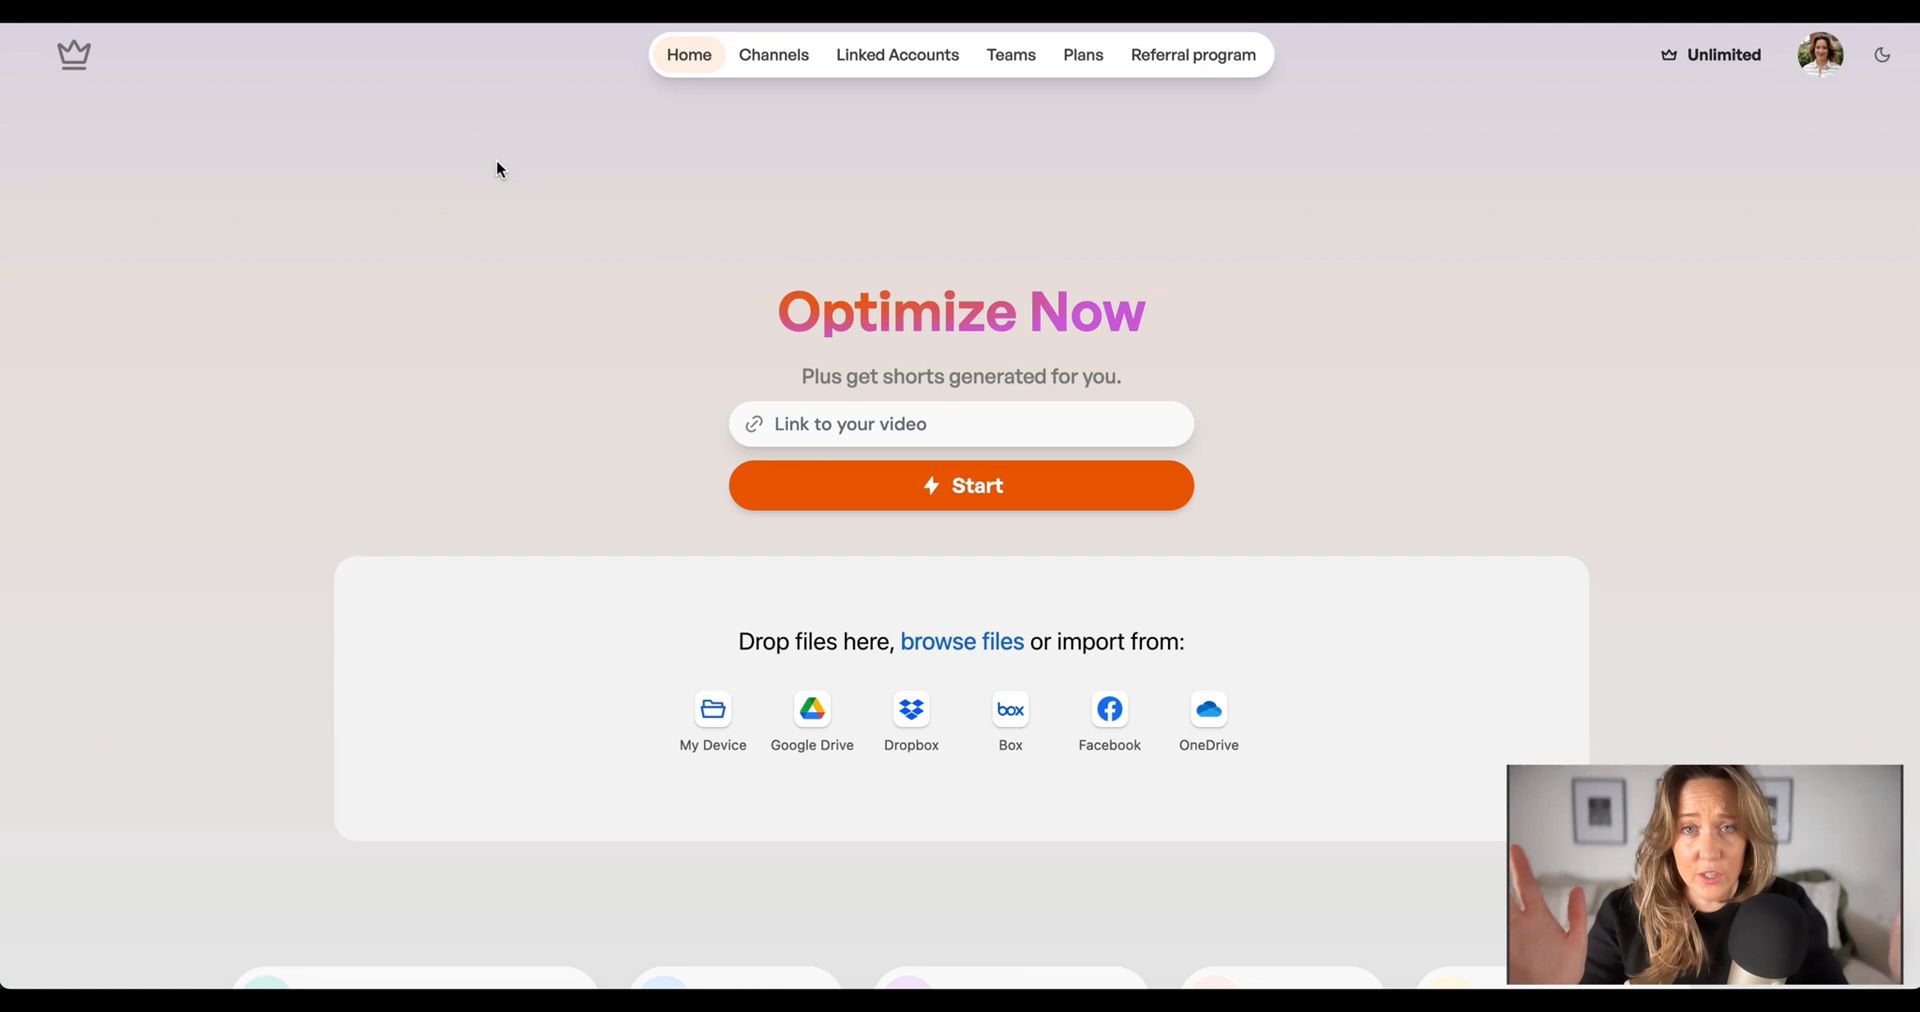 Home
Channels
Linked Accounts
Teams
Plans
Referral program
Unlimited
Optimize Now
Plus get shorts generated for you.
Link to your video
Start
Drop files here, browse files or import from:
My Device
Google Drive
Dropbox
box
Box
Facebook
OneDrive